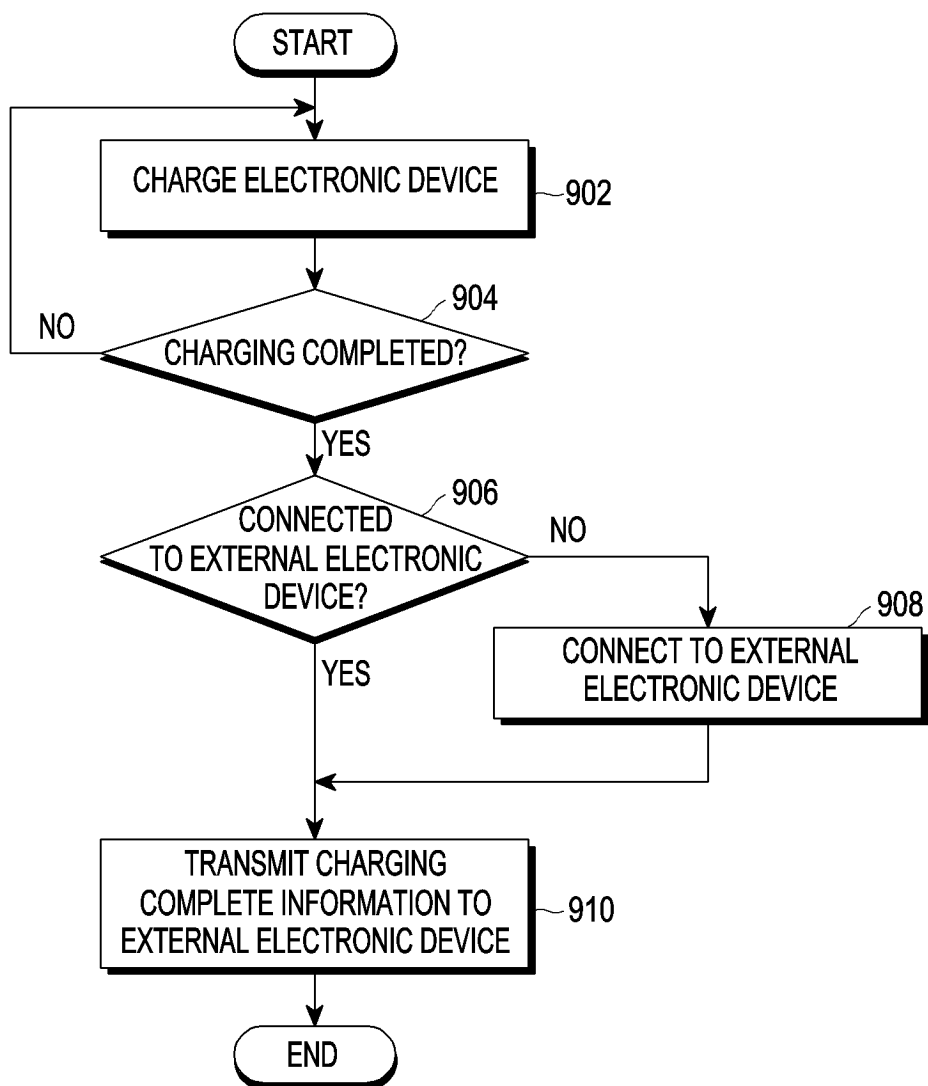 START
CHARGE ELECTRONIC DEVICE
902
904
NO
CHARGING COMPLETED?
YES
906
CONNECTED
TO EXTERNAL ELECTRONIC
DEVICE?
NO
908
CONNECT TO EXTERNAL
ELECTRONIC DEVICE
YES
TRANSMIT CHARGING
COMPLETE INFORMATION TO
EXTERNAL ELECTRONIC DEVICE
910
END